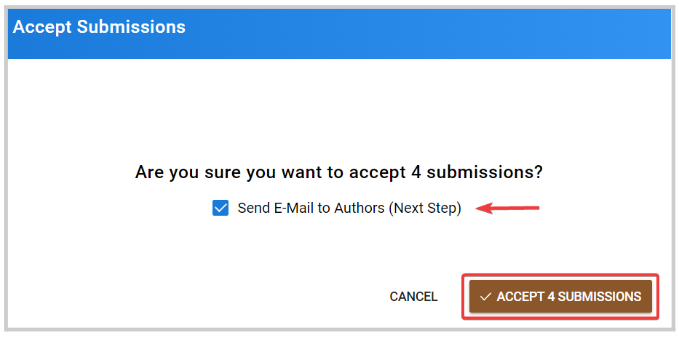 Accept Submissions
Are you sure you want to accept 4 submissions?
Send E-Mail to Authors (Next Step)
CANCEL
ACCEPT 4 SUBMISSIONS